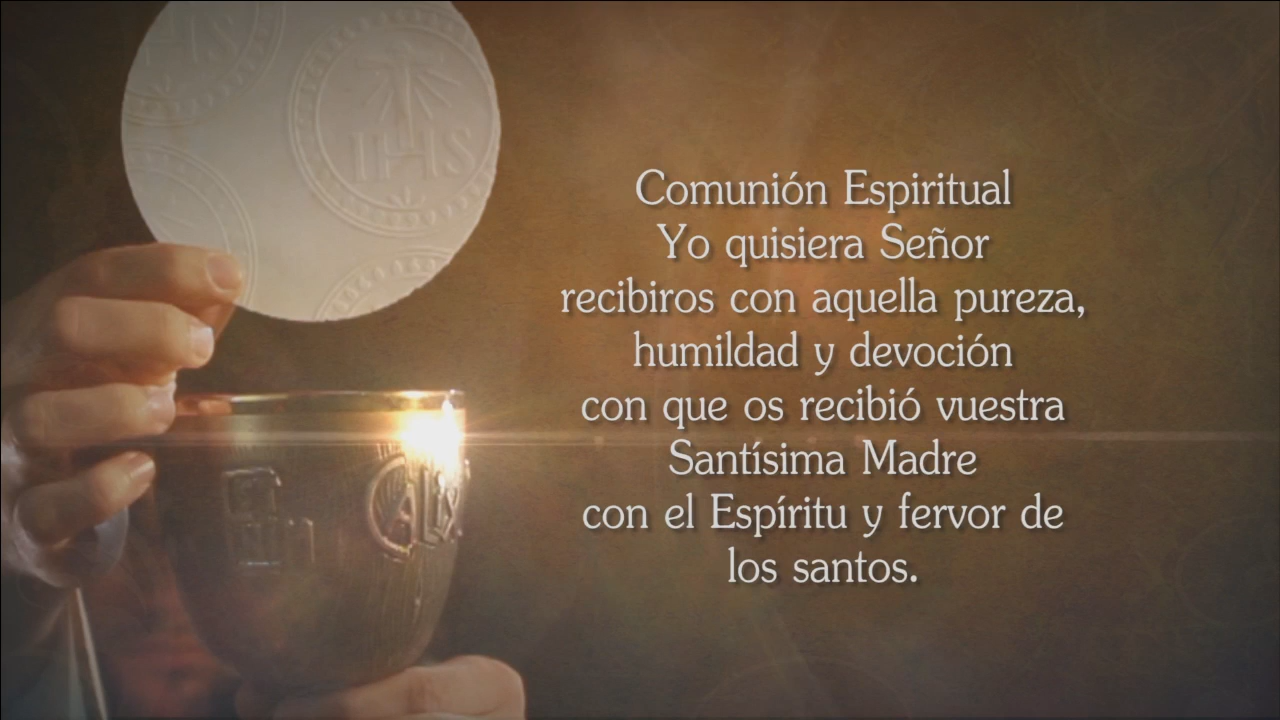 IHS
Comunión Espiritual
Yo quisiera Señor
recibiros con aquella pureza,
humildad y devoción
con que os recibió vuestra
Santísima Madre
con el Espíritu y fervor de
los santos.